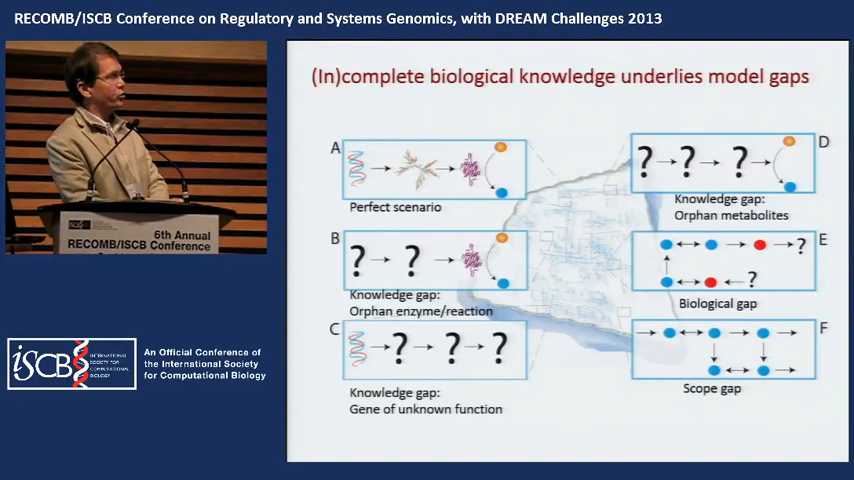 RECOMB/ISCB Conference on Regulatory and Systems Genomics, with DREAM Challenges 2013
(In)complete biological knowledge underlies model gaps
A
Perfect scenario
B
? ?
Knowledge gap:
Orphan enzyme/reaction
C
? ? ?
Knowledge gap:
Gene of unknown function
D
? ? ?
Knowledge gap:
Orphan metabolites
E
?
?
Biological gap
F
Scope gap
6th Annual
RECOMB/ISCB Conference
iSCB
INTERNATIONAL
SOCIETY FOR
COMPUTATIONAL
BIOLOGY
An Official Conference of
the International Society
for Computational Biology